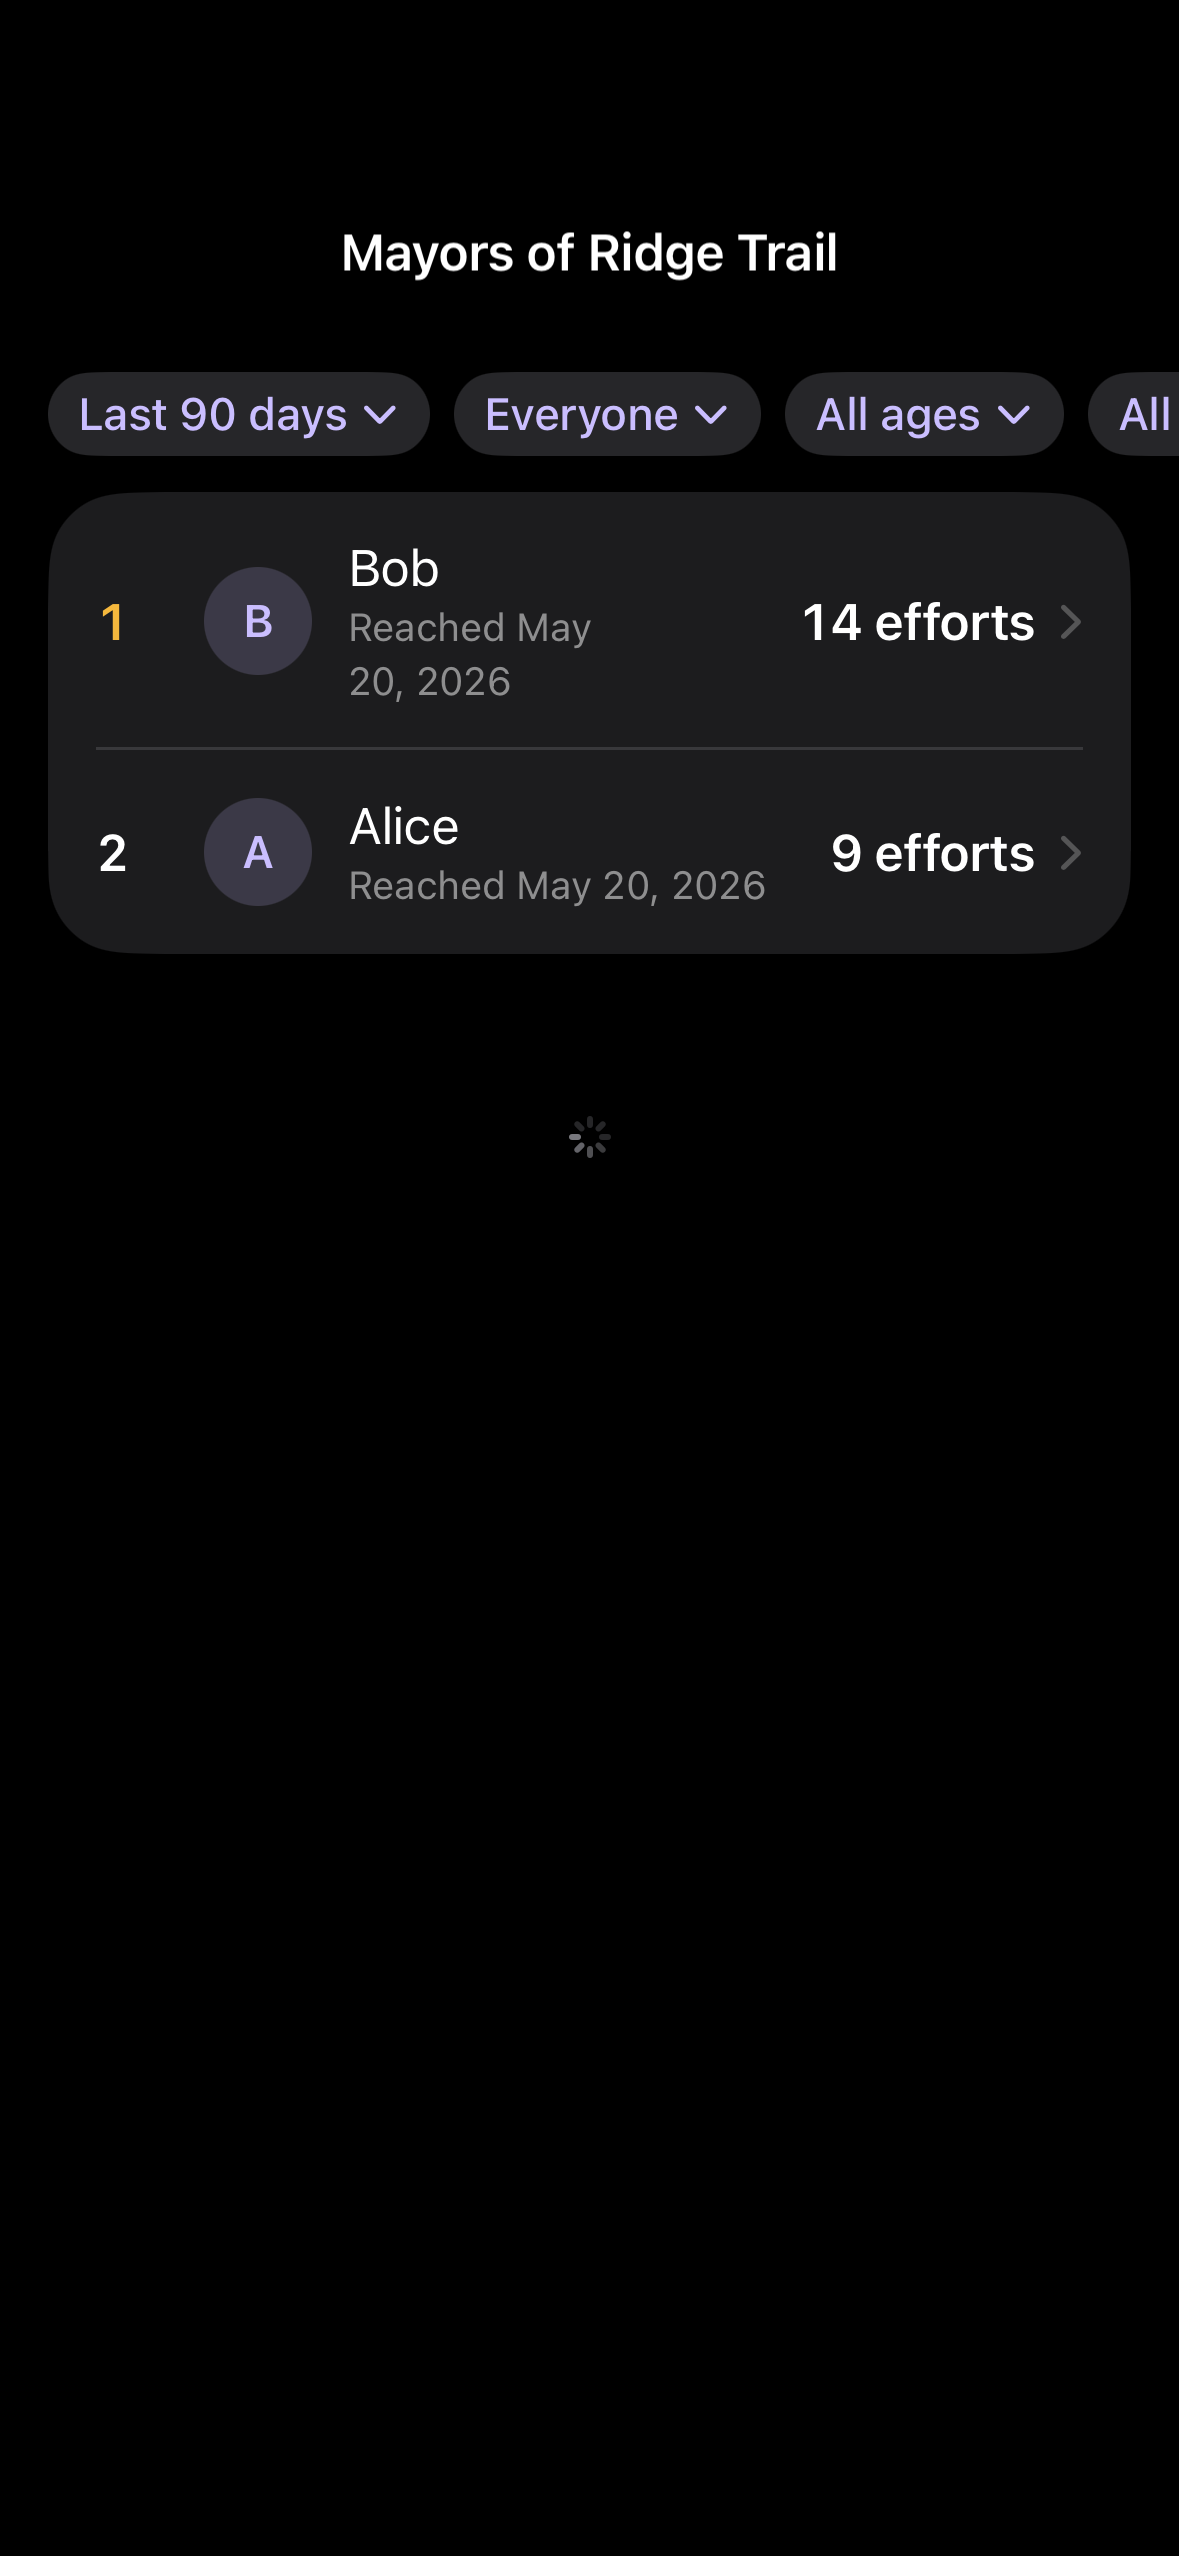 Mayors of Ridge Trail
Last 90 days
Everyone
All ages
All
1
B
Bob
Reached May
20, 2026
14 efforts
2
A
Alice
Reached May 20, 2026
9 efforts